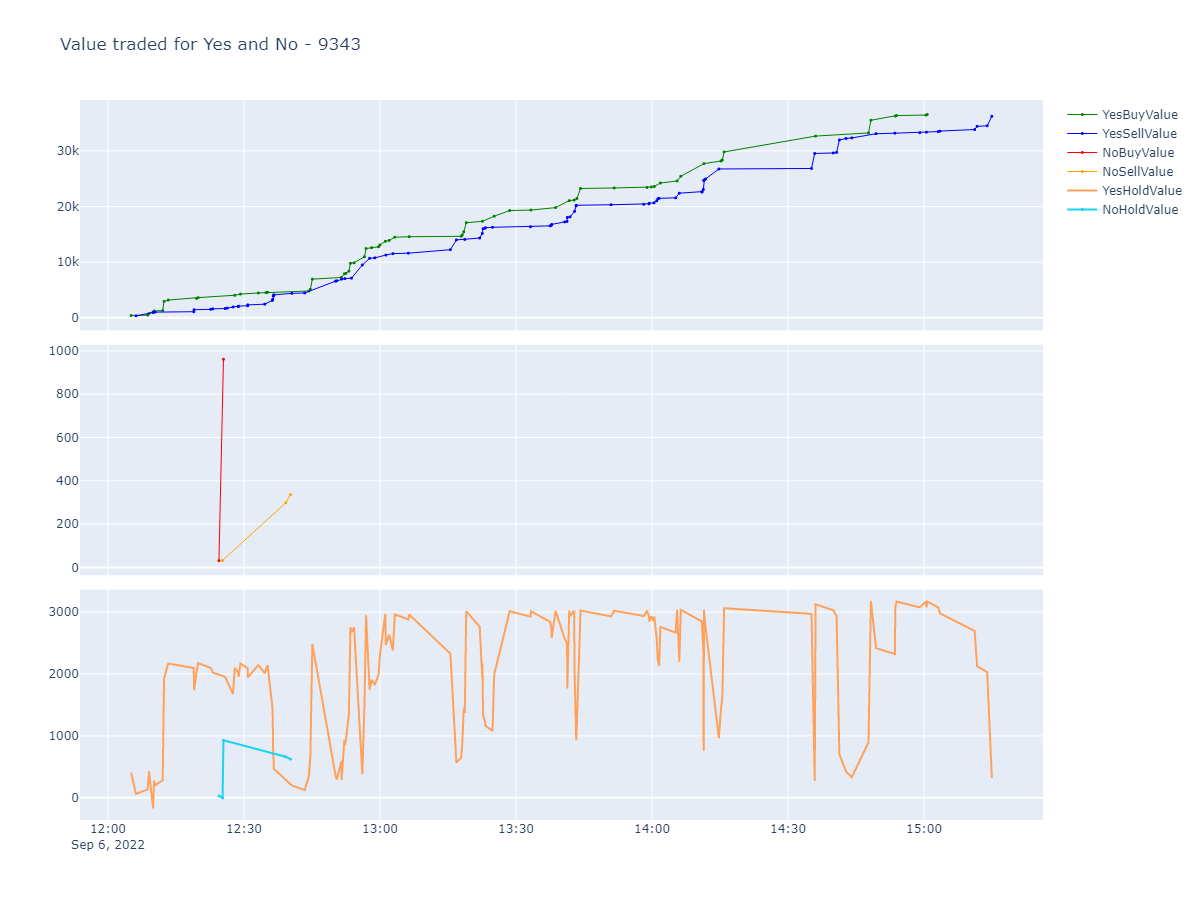 Value traded for Yes and No - 9343
YesBuyValue
YesSellValue
NoBuyValue
NoSellValue
YesHoldValue
NoHoldValue
30k
20k
10k
0
1000
800
600
400
200
0
3000
2000
1000
0
12:00 12:30 13:00 13:30 14:00 14:30 15:00
Sep 6, 2022